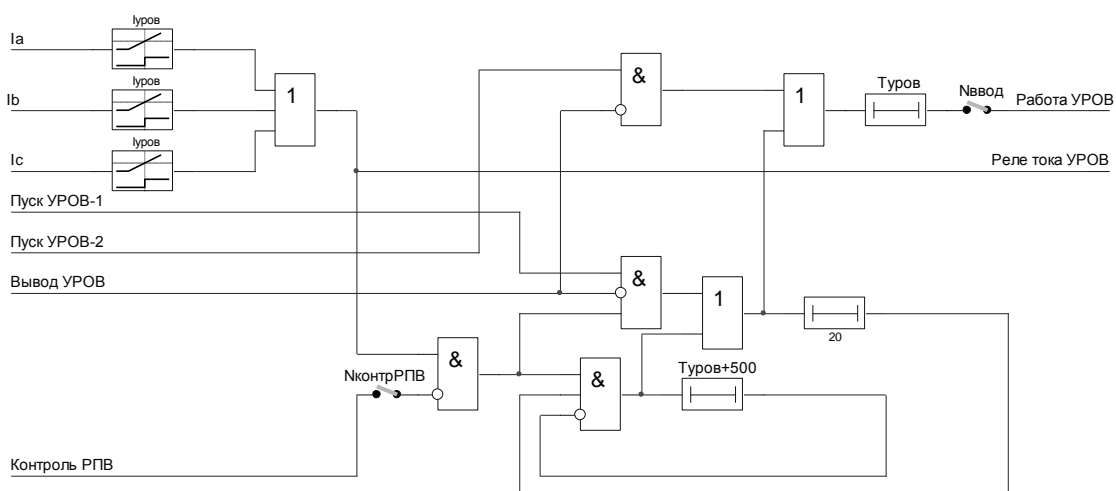 Iуров
Ia
Iуров
Ib
Iуров
Ic
1
&
1
Tуров
Nввод
Работа УРОВ
Реле тока УРОВ
Пуск УРОВ-1
Пуск УРОВ-2
Вывод УРОВ
&
1
20
NконтрРПВ
&
&
Туров+500
Контроль РПВ